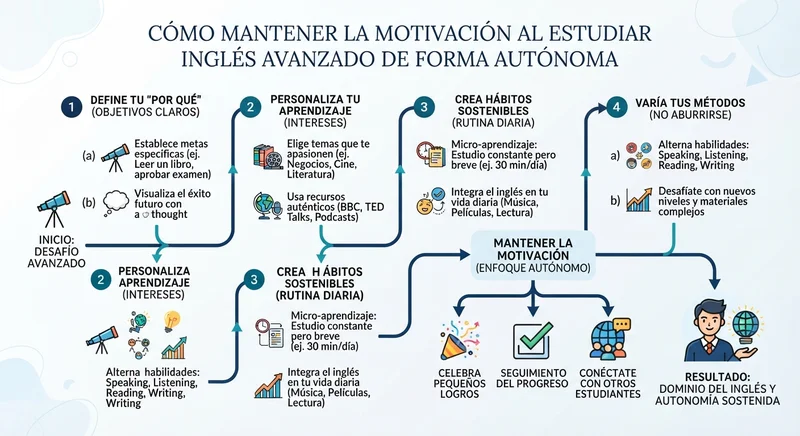 CÓMO MANTENER LA MOTIVACIÓN AL ESTUDIAR
INGLÉS AVANZADO DE FORMA AUTÓNOMA
1
DEFINE TU "POR QUÉ"
(OBJETIVOS CLAROS)
(a)
Establece metas
específicas (ej.
Leer un libro,
aprobar examen)
(b)
Visualiza el éxito
futuro con
a thought
INICIO:
DESAFÍO
AVANZADO
2
PERSONALIZA TU
APRENDIZAJE
(INTERESES)
Elige temas que te
apasionen (ej.
Negocios, Cine,
Literatura)
Usa recursos
auténticos (BBC, TED
Talks, Podcasts)
3
CREA HÁBITOS
SOSTENIBLES
(RUTINA DIARIA)
Micro-aprendizaje:
Estudio constante
pero breve
(ej. 30 min/día)
Integra el inglés en tu
vida diaria (Música,
Películas, Lectura)
4
VARÍA TUS MÉTODOS
(NO ABURRIRSE)
a)
Alterna habilidades:
Speaking, Listening,
Reading, Writing
b)
Desafíate con nuevos
niveles y materiales
complejos
2
PERSONALIZA
APRENDIZAJE
(INTERESES)
Alterna habilidades:
Speaking, Listening,
Reading, Writing,
Writing
3
CREA H ÁBITOS
SOSTENIBLES
(RUTINA DIARIA)
Micro-aprendizaje:
Estudio constante
pero breve
(ej. 30 min/día)
Integra el inglés
en tu vida diaria
(Música, Películas,
Lectura)
MANTENER LA
MOTIVACIÓN
(ENFOQUE AUTÓNOMO)
CELEBRA
PEQUEÑOS
LOGROS
SEGUIMIENTO
DEL PROGRESO
CONÉCTATE
CON OTROS
ESTUDIANTES
RESULTADO:
DOMINIO DEL INGLÉS Y
AUTONOMÍA SOSTENIDA